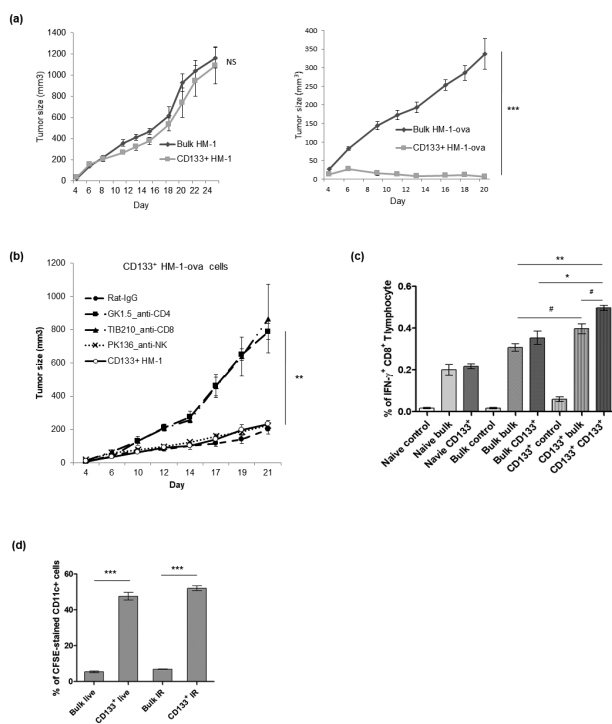 (a)
1400
1200
1000
800
600
400
200
0
Tumor size (mm3)
4 6 8 10 12 13 15 16 18 20 22 24
Day
NS
Bulk HM-1
CD133+ HM-1
400
350
300
250
200
150
100
50
0
Tumor size (mm³)
4 6 8 10 12 14 16 18 20
Day
Bulk HM-1-ova
CD133+ HM-1-ova
***
(b)
CD133⁺ HM-1-ova cells
1200
1000
800
600
400
200
0
Tumor size (mm3)
Rat-IgG
GK1.5_anti-CD4
TIB210_anti-CD8
PK136_anti-NK
CD133+ HM-1
4 6 10 12 14 17 19 21
Day
**
(c)
% of IFN-γ⁺ CD8⁺ T lymphocyte
0.6
0.4
0.2
0.0
**
*
#
#
Naive control
Naive bulk
Navie CD133⁺
Bulk control
Bulk bulk
Bulk CD133⁺
CD133⁺ control
CD133⁺ bulk
CD133⁺ CD133⁺
(d)
% of CFSE-stained CD11c+ cells
60
40
20
0
***
***
Bulk live
CD133⁺ live
Bulk IR
CD133⁺ IR